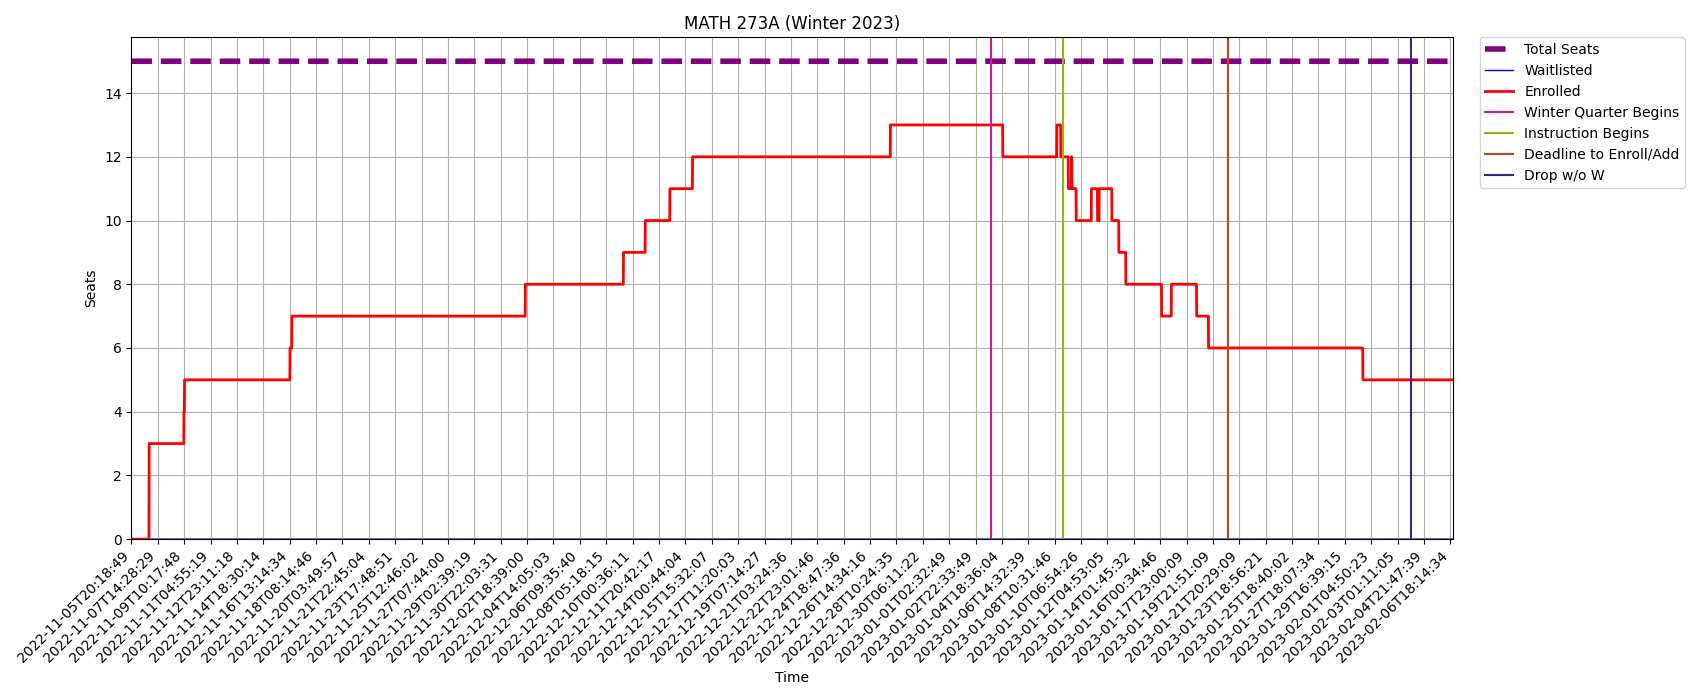 MATH 273A (Winter 2023)
Total Seats
Waitlisted
Enrolled
Winter Quarter Begins
Instruction Begins
Deadline to Enroll/Add
Drop w/o W
Seats
14
12
10
8
6
4
2
0
2022-11-05T20:18:49
2022-11-07T14:28:29
2022-11-09T10:17:48
2022-11-11T04:55:19
2022-11-12T23:11:18
2022-11-14T18:30:14
2022-11-16T13:14:34
2022-11-18T08:14:46
2022-11-20T03:49:57
2022-11-21T22:45:04
2022-11-23T17:48:51
2022-11-25T12:46:02
2022-11-27T07:44:00
2022-11-29T02:39:19
2022-11-30T22:03:31
2022-12-02T18:39:00
2022-12-04T14:05:03
2022-12-06T09:35:40
2022-12-08T05:18:15
2022-12-10T00:36:11
2022-12-11T20:42:17
2022-12-14T00:44:04
2022-12-15T15:32:07
2022-12-17T11:20:03
2022-12-19T07:14:27
2022-12-21T03:24:36
2022-12-22T23:01:46
2022-12-24T18:47:36
2022-12-26T14:34:16
2022-12-28T10:24:35
2022-12-30T06:11:22
2023-01-01T02:32:49
2023-01-02T22:33:49
2023-01-04T18:36:04
2023-01-06T14:32:39
2023-01-08T10:31:46
2023-01-10T06:54:26
2023-01-12T04:53:05
2023-01-14T01:45:32
2023-01-16T00:34:46
2023-01-17T23:00:09
2023-01-19T21:51:09
2023-01-21T20:29:09
2023-01-23T18:56:21
2023-01-25T18:40:02
2023-01-27T18:07:34
2023-01-29T16:39:15
2023-02-01T04:50:23
2023-02-03T01:11:05
2023-02-04T21:47:39
2023-02-06T18:14:34
Time